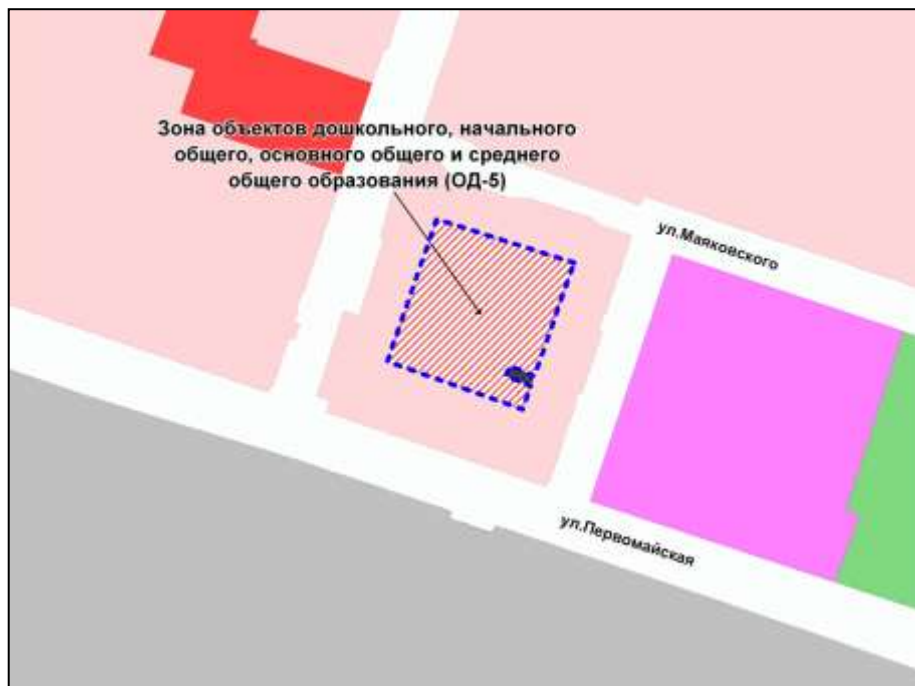 Зона объектов дошкольного, начального
общего, основного общего и среднего
общего образования (ОД-5)
ул.Маяковского
ул.Первомайская